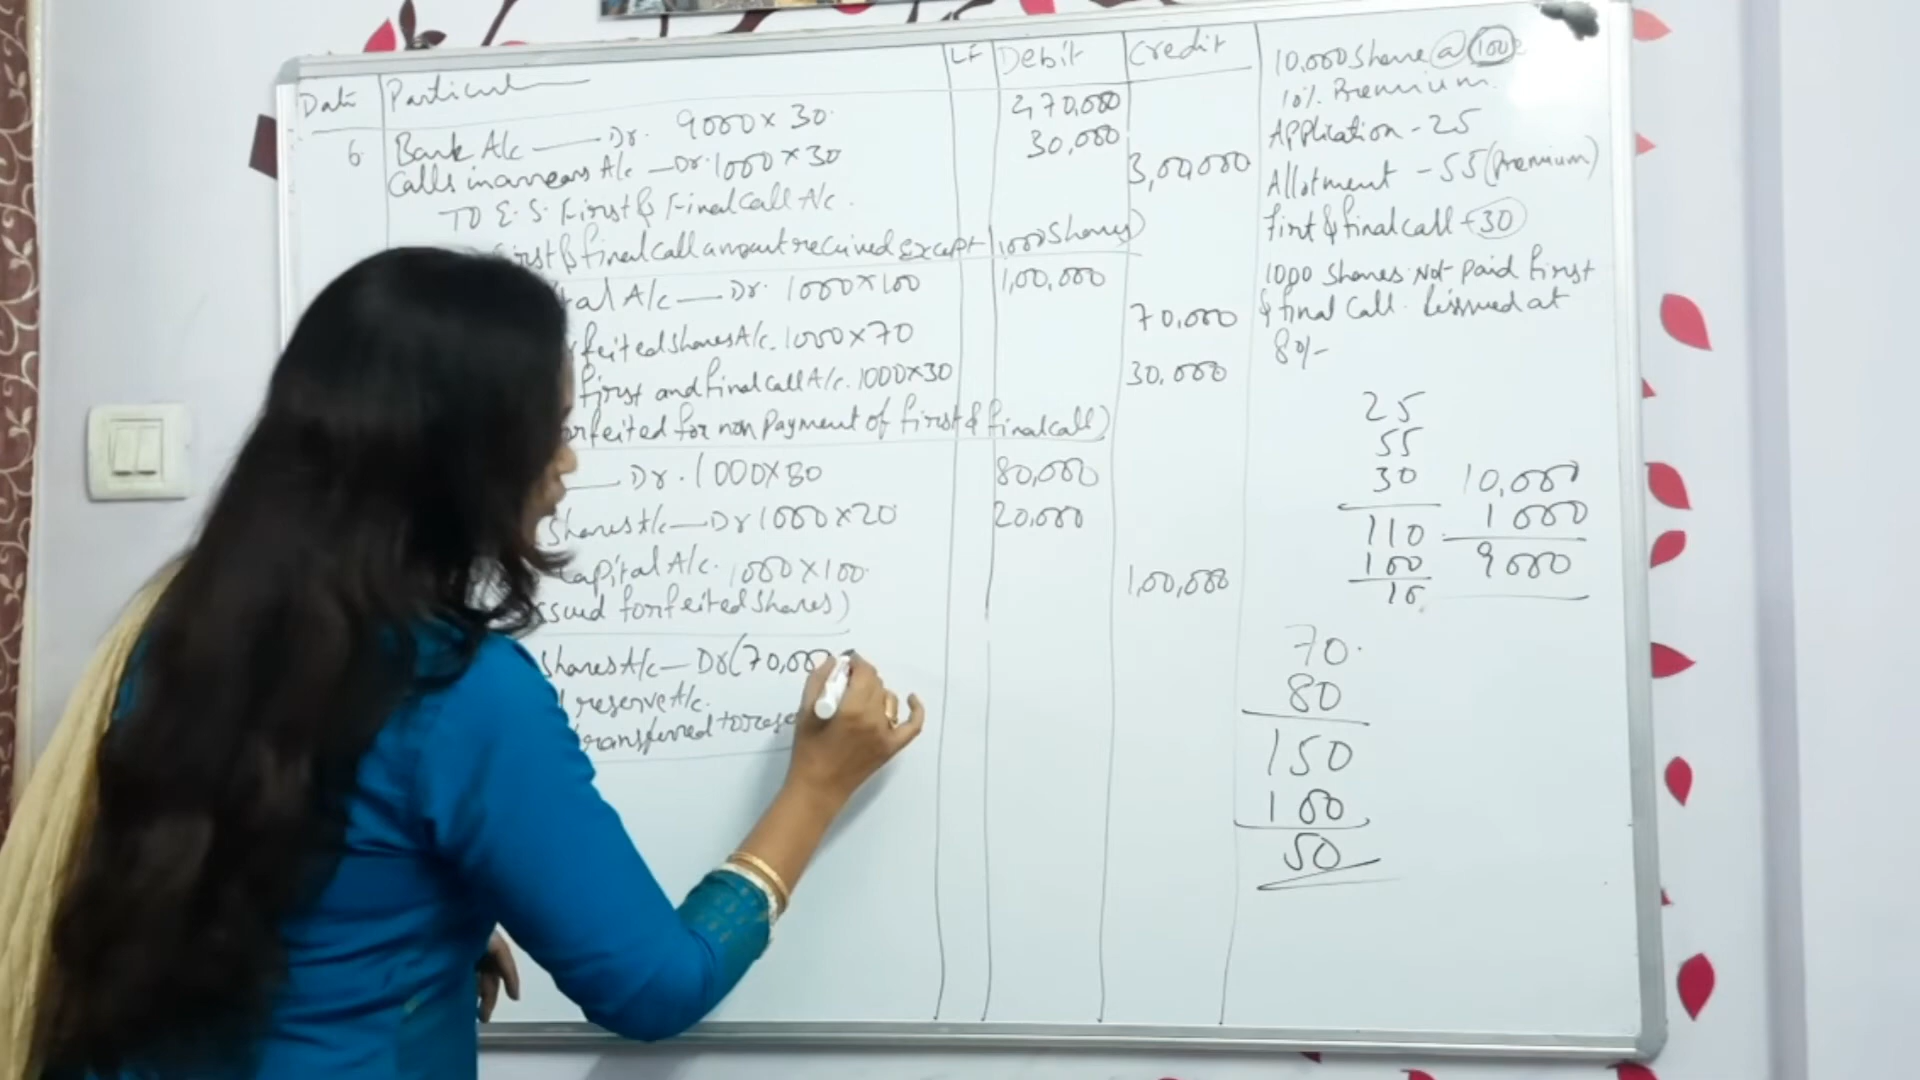 Date Particul LF Debit Credit
6. Bank A/c — Dr. 9000 x 30 2,70,000
Calls in arrears A/c — Dr. 1000 x 30 30,000
To E.S. First & Final Call A/c. 3,00,000
First & final call amount received except 1000 Shares)
tal A/c — Dr. 1000 x 100 1,00,000
feited Shares A/c. 1000 x 70 70,000
first and final call A/c. 1000 x 30 30,000
forfeited for non Payment of first & final call)
— Dr. 1000 x 80 80,000
Shares A/c — Dr 1000 x 20 20,000
Capital A/c. 1000 x 100 1,00,000
ssued forfeited Shares)
Shares A/c — Dr (70,000
l reserve A/c.
transferred to
10,000 Share @ 100
10% Premium
Application - 25
Allotment - 55 (Premium)
first & final call - 30
1000 Shares Not Paid first
& final call.
at
80/-
25
55
30
110
100
10
10,000
1000
9000
70
80
150
100
50